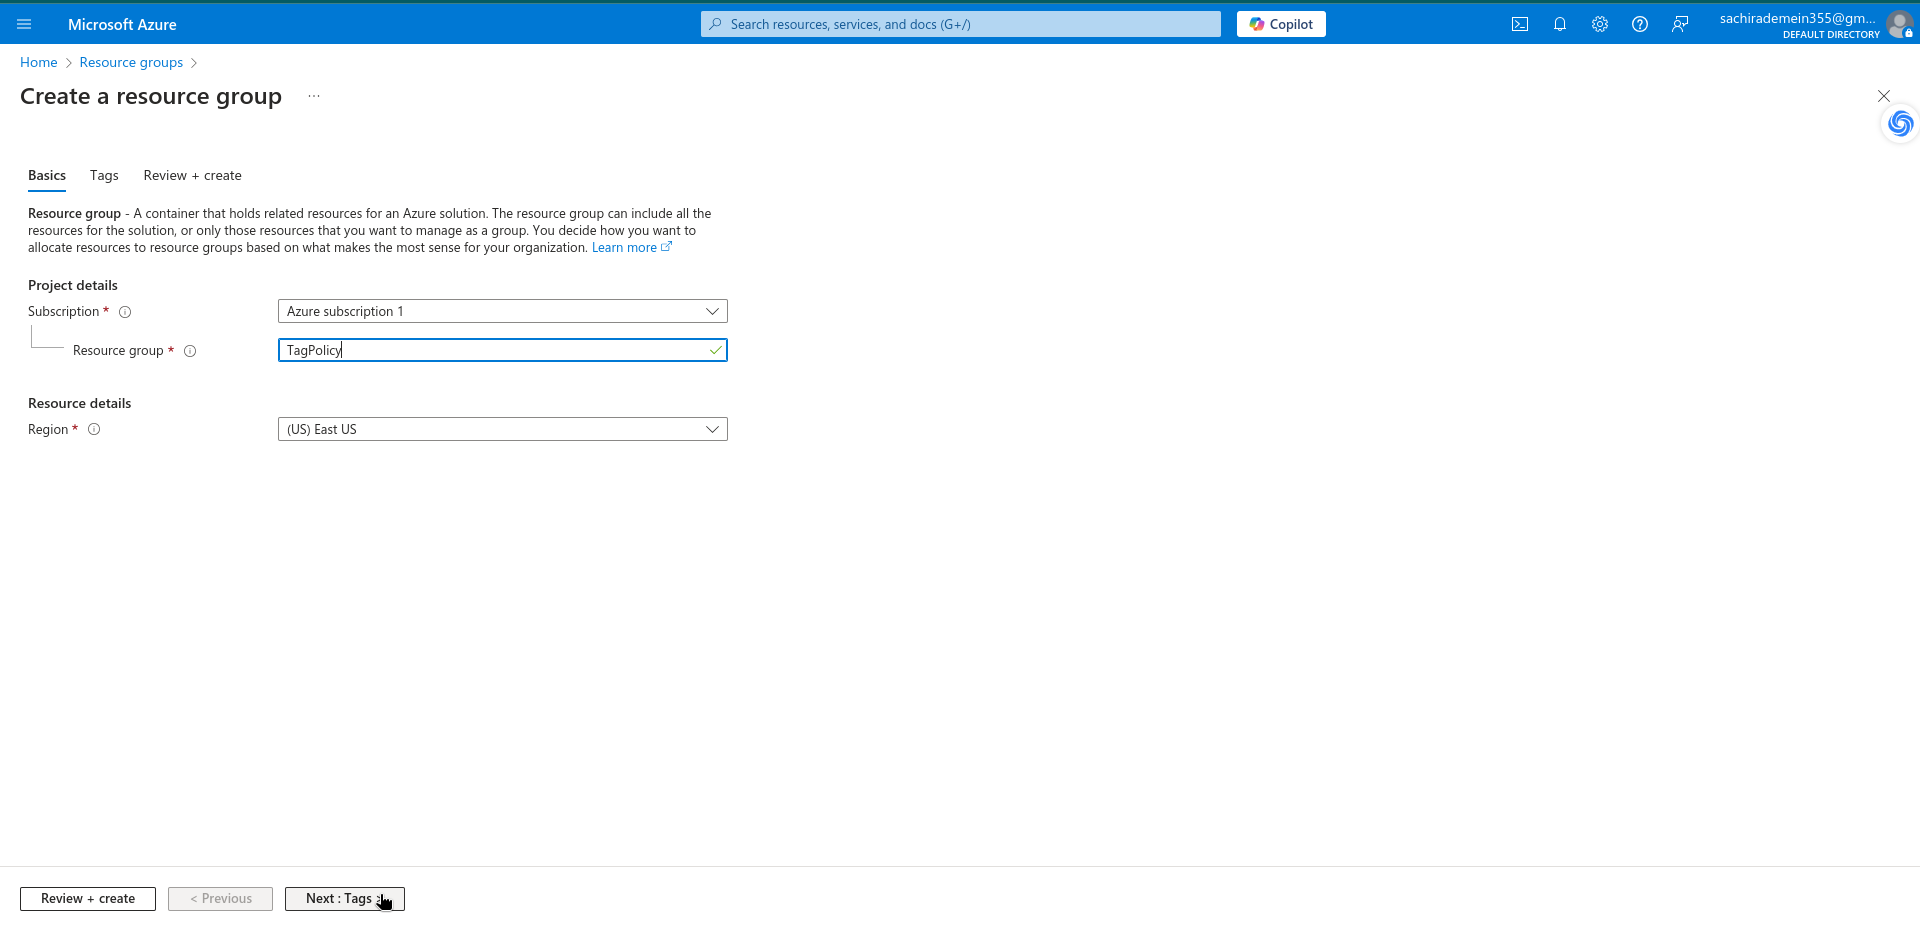 Microsoft Azure
Search resources, services, and docs (G+/)
Copilot
sachirademein355@gm...
DEFAULT DIRECTORY
Home > Resource groups >
Create a resource group ...
Basics Tags Review + create
Resource group - A container that holds related resources for an Azure solution. The resource group can include all the
resources for the solution, or only those resources that you want to manage as a group. You decide how you want to
allocate resources to resource groups based on what makes the most sense for your organization. Learn more
Project details
Subscription * Azure subscription 1
Resource group * TagPolicy
Resource details
Region * (US) East US
Review + create < Previous Next : Tags >